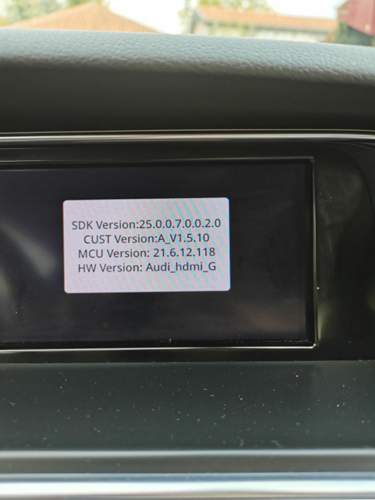 SDK Version:25.0.0.7.0.0.2.0
CUST Version:A_V1.5.10
MCU Version: 21.6.12.118
HW Version: Audi_hdmi_G